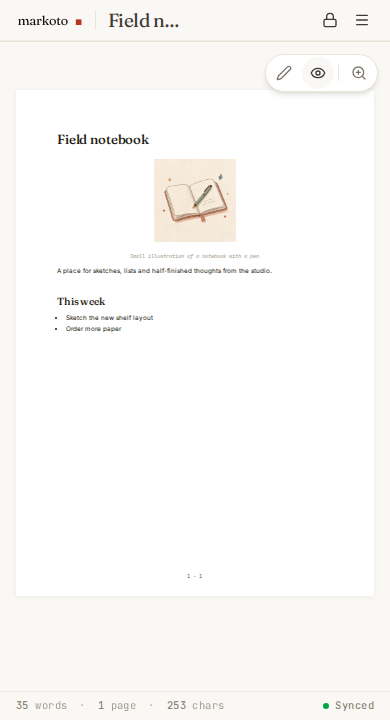 markoto
Field n...
Field notebook
Small illustration of a notebook with a pen
A place for sketches, lists and half-finished thoughts from the studio.
This week
Sketch the new shelf layout
Order more paper
1 - 1
35 words · 1 page · 253 chars
Synced